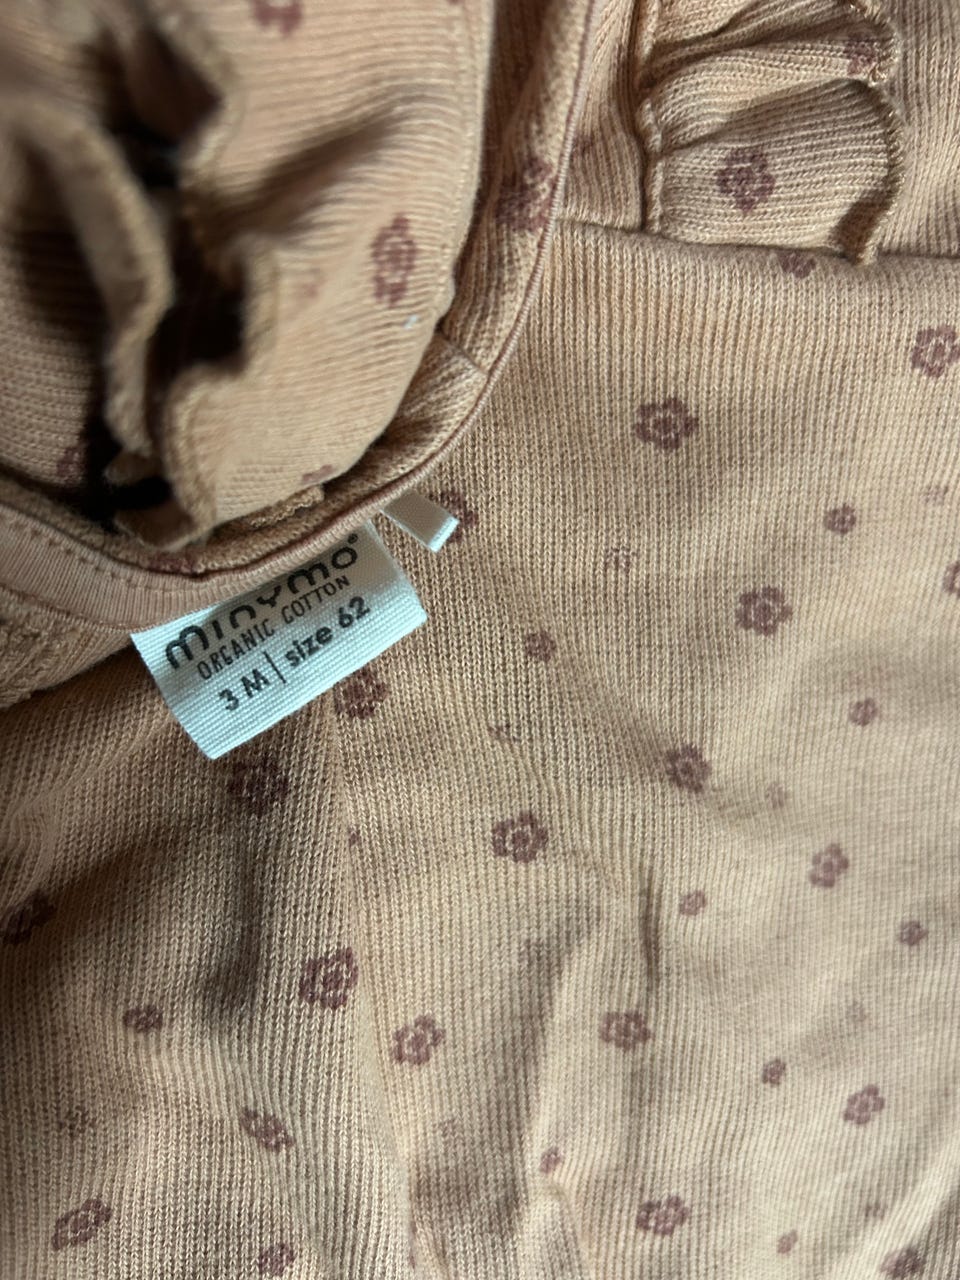 minymo®
ORGANIC COTTON
3 M | size 62